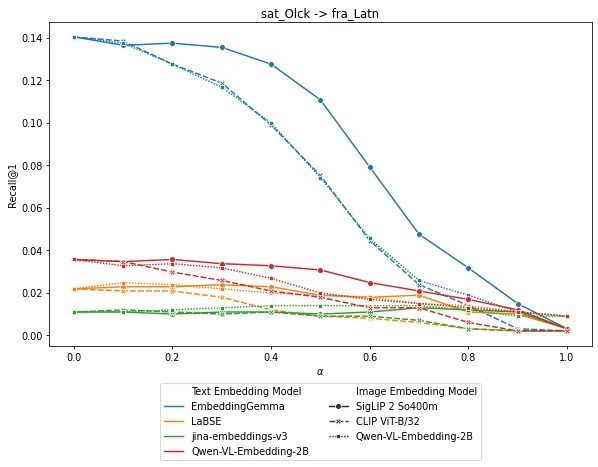 sat_Olck -> fra_Latn
Recall@1
0.14
0.12
0.10
0.08
0.06
0.04
0.02
0.00
0.0 0.2 0.4 0.6 0.8 1.0
α
Text Embedding Model Image Embedding Model
EmbeddingGemma SigLIP 2 So400m
LaBSE CLIP ViT-B/32
jina-embeddings-v3 Qwen-VL-Embedding-2B
Qwen-VL-Embedding-2B